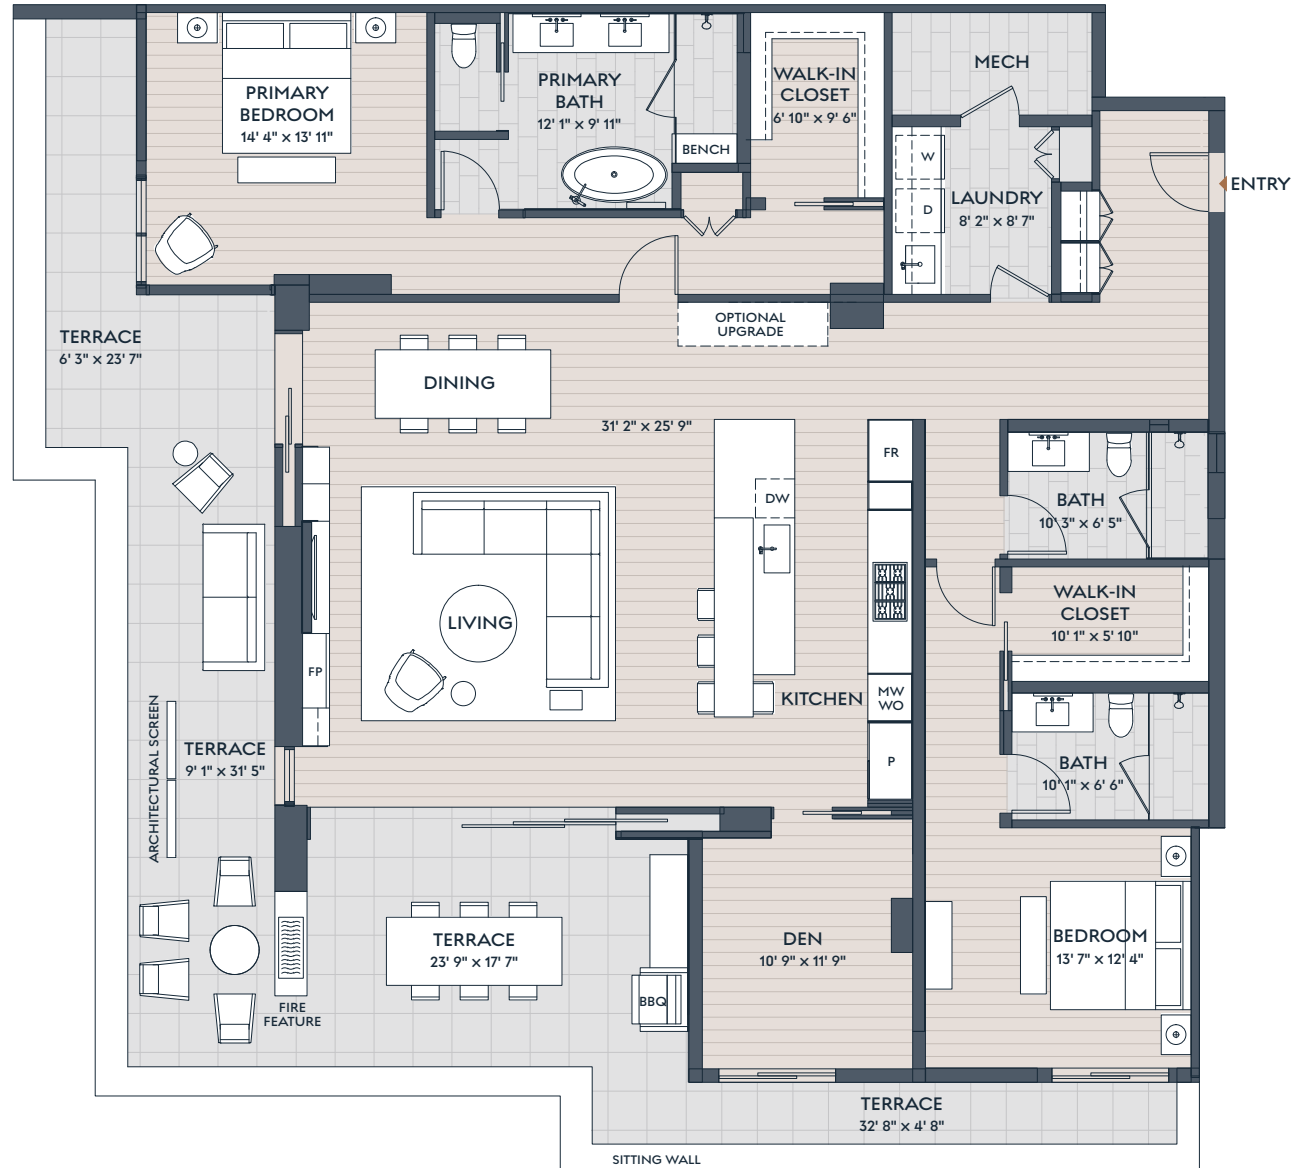 PRIMARY
BEDROOM
14' 4" x 13' 11"
PRIMARY
BATH
12' 1" x 9' 11"
BENCH
WALK-IN
CLOSET
6' 10" x 9' 6"
MECH
W
D
LAUNDRY
8' 2" x 8' 7"
ENTRY
TERRACE
6' 3" x 23' 7"
OPTIONAL
UPGRADE
DINING
31' 2" x 25' 9"
FR
DW
BATH
10' 3" x 6' 5"
WALK-IN
CLOSET
10' 1" x 5' 10"
LIVING
FP
KITCHEN
MW
WO
P
BATH
10' 1" x 6' 6"
ARCHITECTURAL SCREEN
TERRACE
9' 1" x 31' 5"
TERRACE
23' 9" x 17' 7"
FIRE
FEATURE
BBQ
DEN
10' 9" x 11' 9"
BEDROOM
13' 7" x 12' 4"
TERRACE
32' 8" x 4' 8"
SITTING WALL